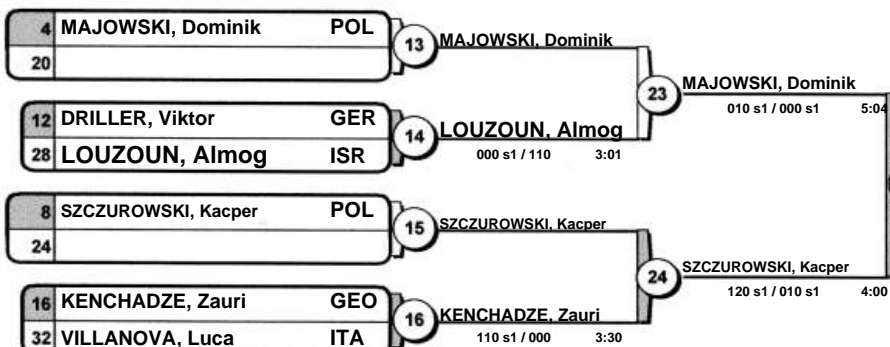 4 MAJOWSKI, Dominik POL
20
13 MAJOWSKI, Dominik
12 DRILLER, Viktor GER
28 LOUZOUN, Almog ISR
14 LOUZOUN, Almog
000 s1 / 110 3:01
23 MAJOWSKI, Dominik
010 s1 / 000 s1 5:04
8 SZCZUROWSKI, Kacper POL
24
15 SZCZUROWSKI, Kacper
16 KENCHADZE, Zauri GEO
32 VILLANOVA, Luca ITA
16 KENCHADZE, Zauri
110 s1 / 000 3:30
24 SZCZUROWSKI, Kacper
120 s1 / 010 s1 4:00